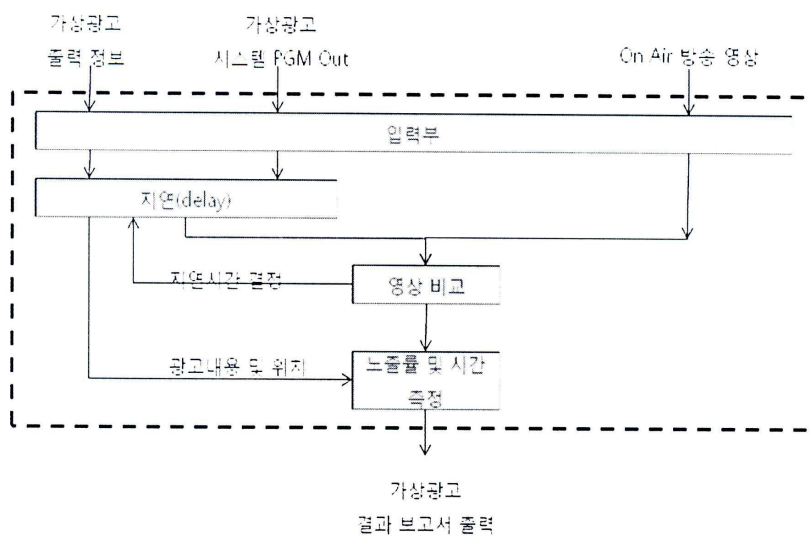 가상광고
출력 정보
가상광고
시스템 PGM Out
On Air 방송 영상
입력부
지연(delay)
지연시간 결정
영상 비교
광고내용 및 위치
노출률 및 시간
측정
가상광고
결과 보고서 출력